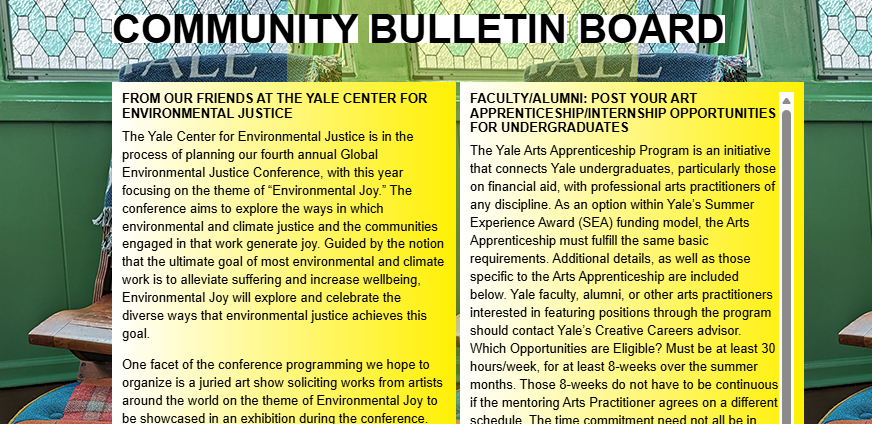 COMMUNITY BULLETIN BOARD
YALE
FROM OUR FRIENDS AT THE YALE CENTER FOR
ENVIRONMENTAL JUSTICE
The Yale Center for Environmental Justice is in the
process of planning our fourth annual Global
Environmental Justice Conference, with this year
focusing on the theme of “Environmental Joy.” The
conference aims to explore the ways in which
environmental and climate justice and the communities
engaged in that work generate joy. Guided by the notion
that the ultimate goal of most environmental and climate
work is to alleviate suffering and increase wellbeing,
Environmental Joy will explore and celebrate the
diverse ways that environmental justice achieves this
goal.
One facet of the conference programming we hope to
organize is a juried art show soliciting works from artists
around the world on the theme of Environmental Joy to
be showcased in an exhibition during the conference.
FACULTY/ALUMNI: POST YOUR ART
APPRENTICESHIP/INTERNSHIP OPPORTUNITIES
FOR UNDERGRADUATES
The Yale Arts Apprenticeship Program is an initiative
that connects Yale undergraduates, particularly those
on financial aid, with professional arts practitioners of
any discipline. As an option within Yale’s Summer
Experience Award (SEA) funding model, the Arts
Apprenticeship must fulfill the same basic
requirements. Additional details, as well as those
specific to the Arts Apprenticeship are included
below. Yale faculty, alumni, or other arts practitioners
interested in featuring positions through the program
should contact Yale’s Creative Careers advisor.
Which Opportunities are Eligible? Must be at least 30
hours/week, for at least 8-weeks over the summer
months. Those 8-weeks do not have to be continuous
if the mentoring Arts Practitioner agrees on a different
schedule. The time commitment need not all be in